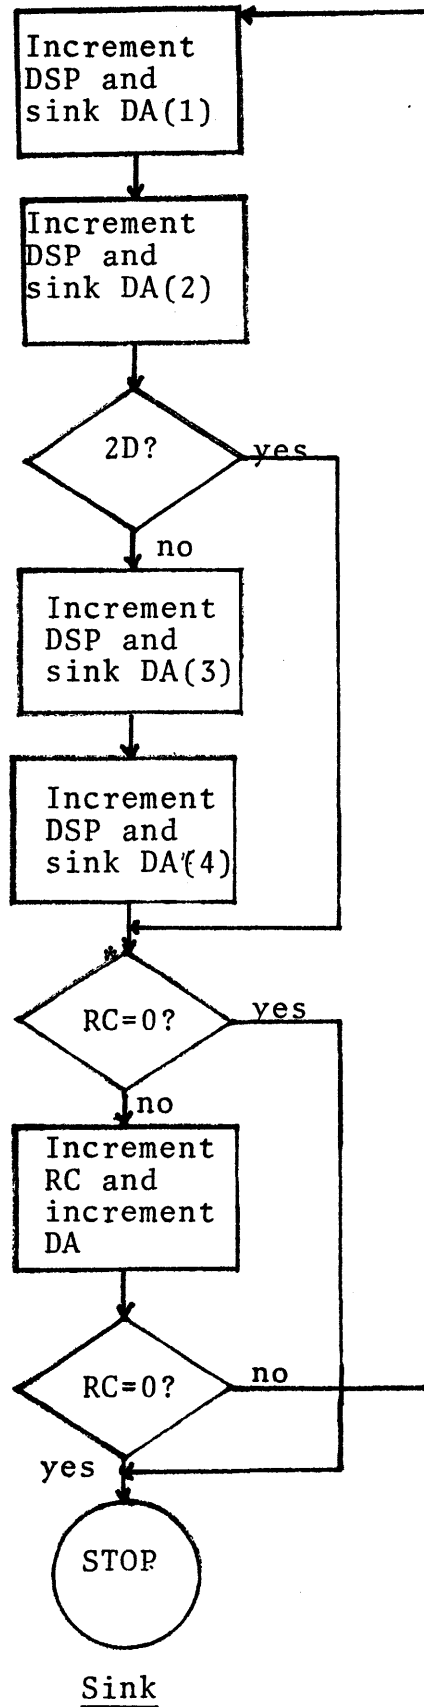 Increment
DSP and
sink DA(1)
Increment
DSP and
sink DA(2)
2D?
yes
no
Increment
DSP and
sink DA(3)
Increment
DSP and
sink DA(4)
*
RC=0?
yes
no
Increment
RC and
increment
DA
RC=0?
no
yes
STOP
Sink